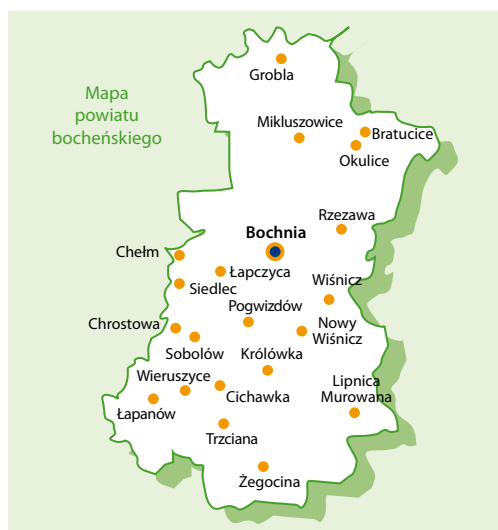 Mapa
powiatu
bocheńskiego
Grobla
Mikluszowice
Bratucice
Okulice
Rzezawa
Bochnia
Chełm
Łapczyca
Siedlec
Wiśnicz
Pogwizdów
Chrostowa
Nowy
Wiśnicz
Sobolów
Królówka
Wieruszyce
Cichawka
Lipnica
Murowana
Łapanów
Trzciana
Żegocina